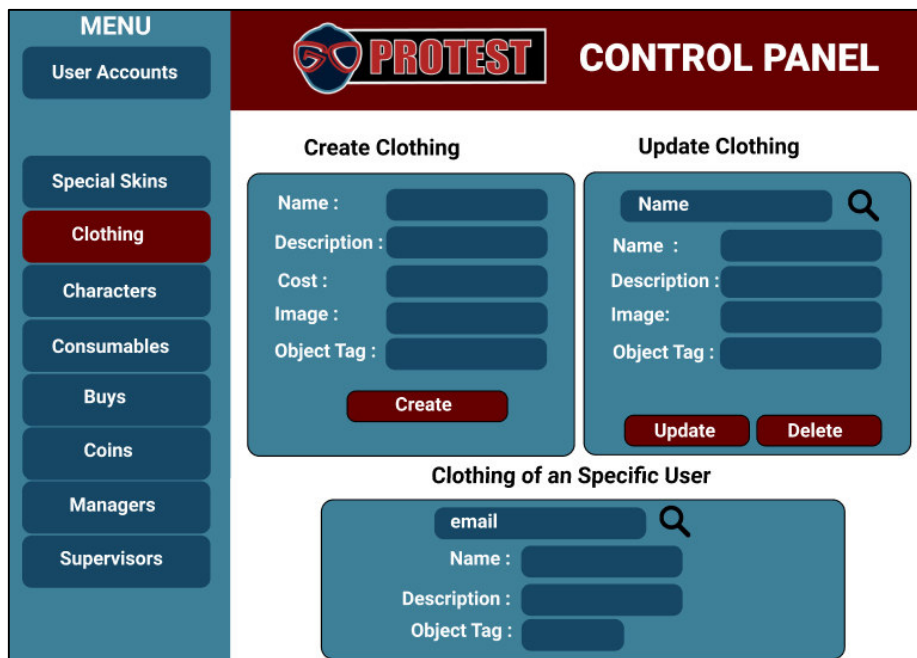 MENU
User Accounts
Special Skins
Clothing
Characters
Consumables
Buys
Coins
Managers
Supervisors
GO PROTEST
CONTROL PANEL
Create Clothing
Name :
Description :
Cost :
Image :
Object Tag :
Create
Update Clothing
Name
Name :
Description :
Image:
Object Tag :
Update
Delete
Clothing of an Specific User
email
Name :
Description :
Object Tag :